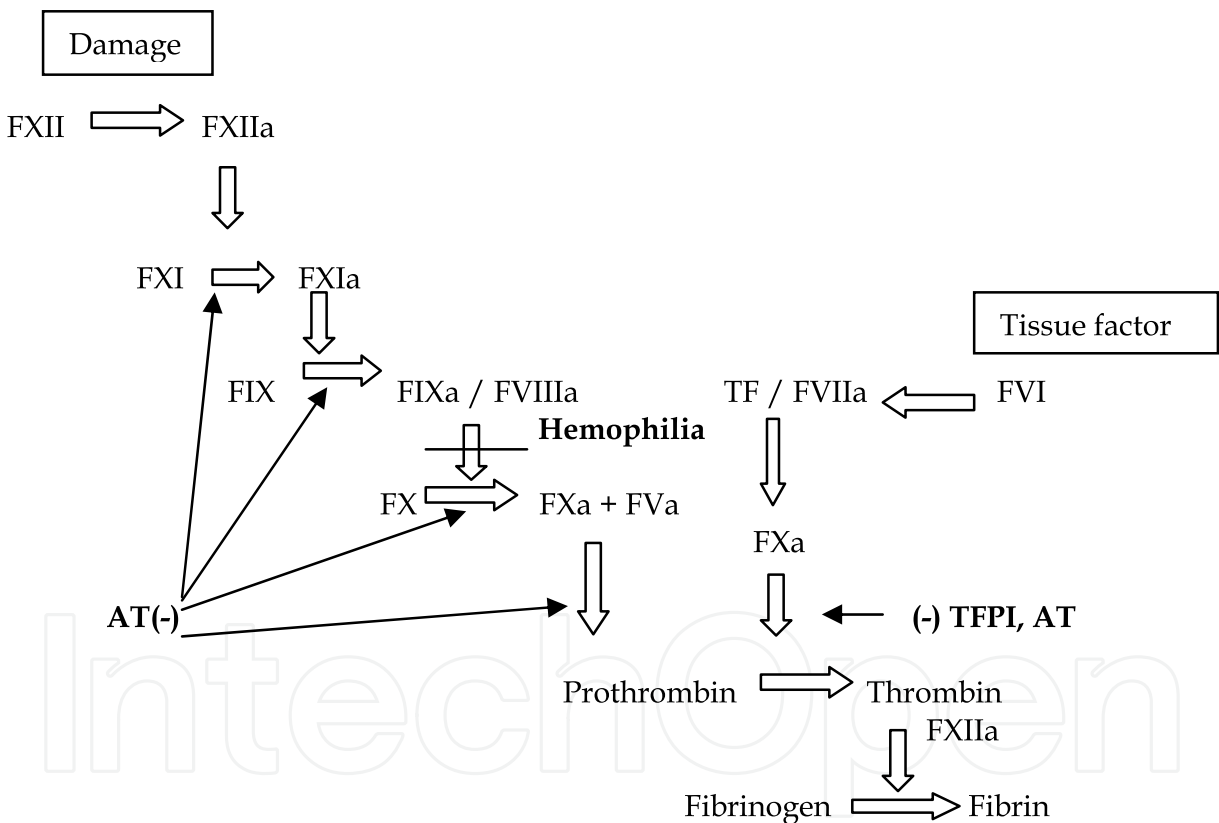 Damage
FXII FXIIa
FXI FXIa
Tissue factor
FIX FIXa / FVIIIa TF / FVIIa FVI
Hemophilia
FX FXa + FVa
FXa
AT(-) (-) TFPI, AT
Prothrombin Thrombin
FXIIa
Fibrinogen Fibrin
IntechOpen